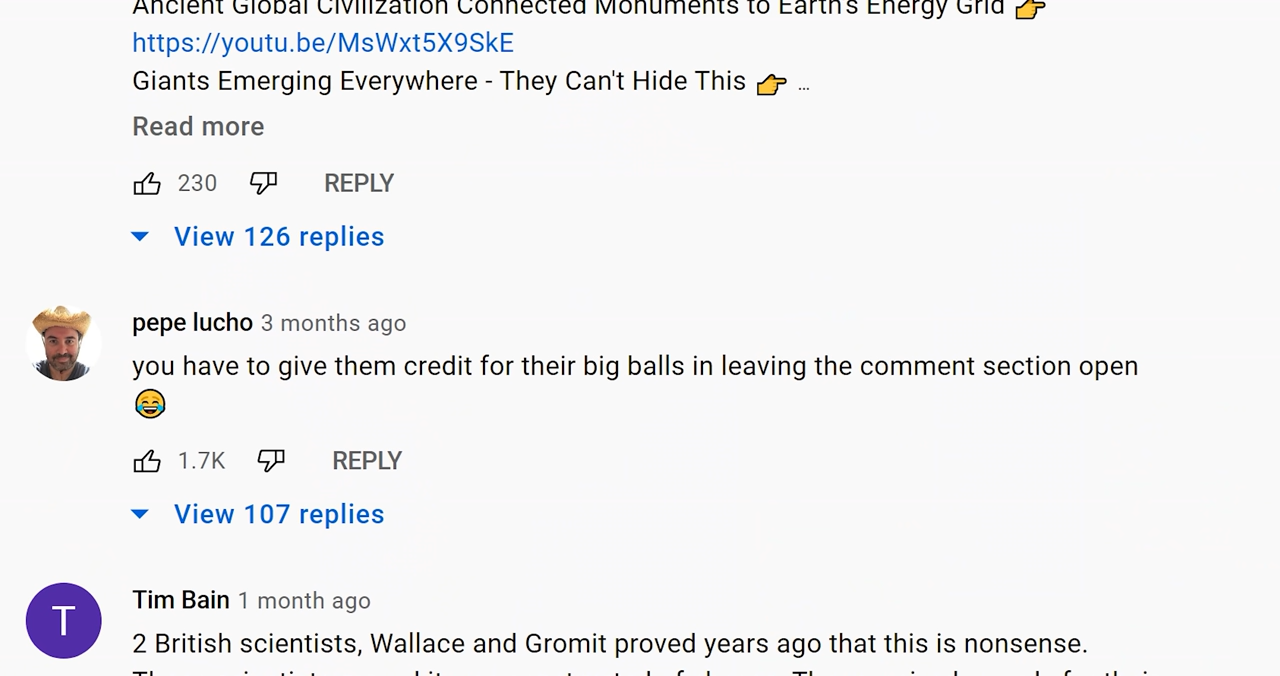 Ancient Global Civilization Connected Monuments to Earth's Energy Grid 👉
https://youtu.be/MsWxt5X9SkE
Giants Emerging Everywhere - They Can't Hide This 👉 ...
Read more
230 REPLY
View 126 replies
pepe lucho 3 months ago
you have to give them credit for their big balls in leaving the comment section open
😂
1.7K REPLY
View 107 replies
T
Tim Bain 1 month ago
2 British scientists, Wallace and Gromit proved years ago that this is nonsense.